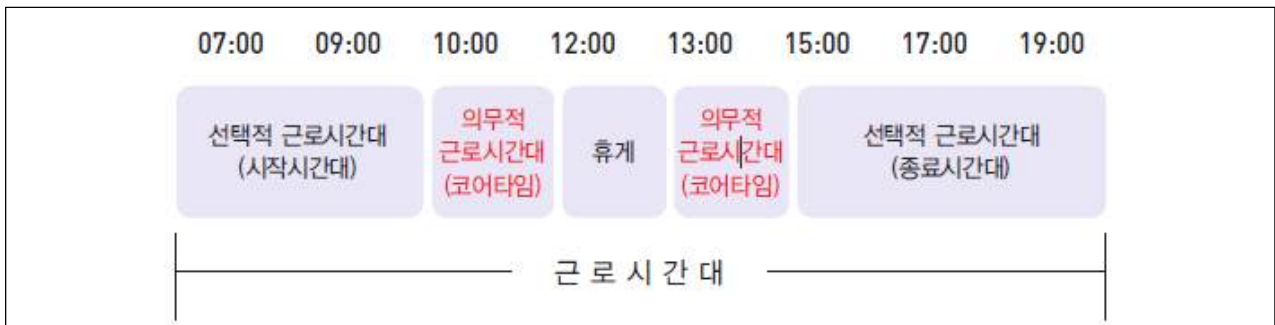 07:00 09:00 10:00 12:00 13:00 15:00 17:00 19:00
선택적 근로시간대
(시작시간대)
의무적
근로시간대
(코어타임)
휴게
의무적
근로시간대
(코어타임)
선택적 근로시간대
(종료시간대)
근 로 시 간 대